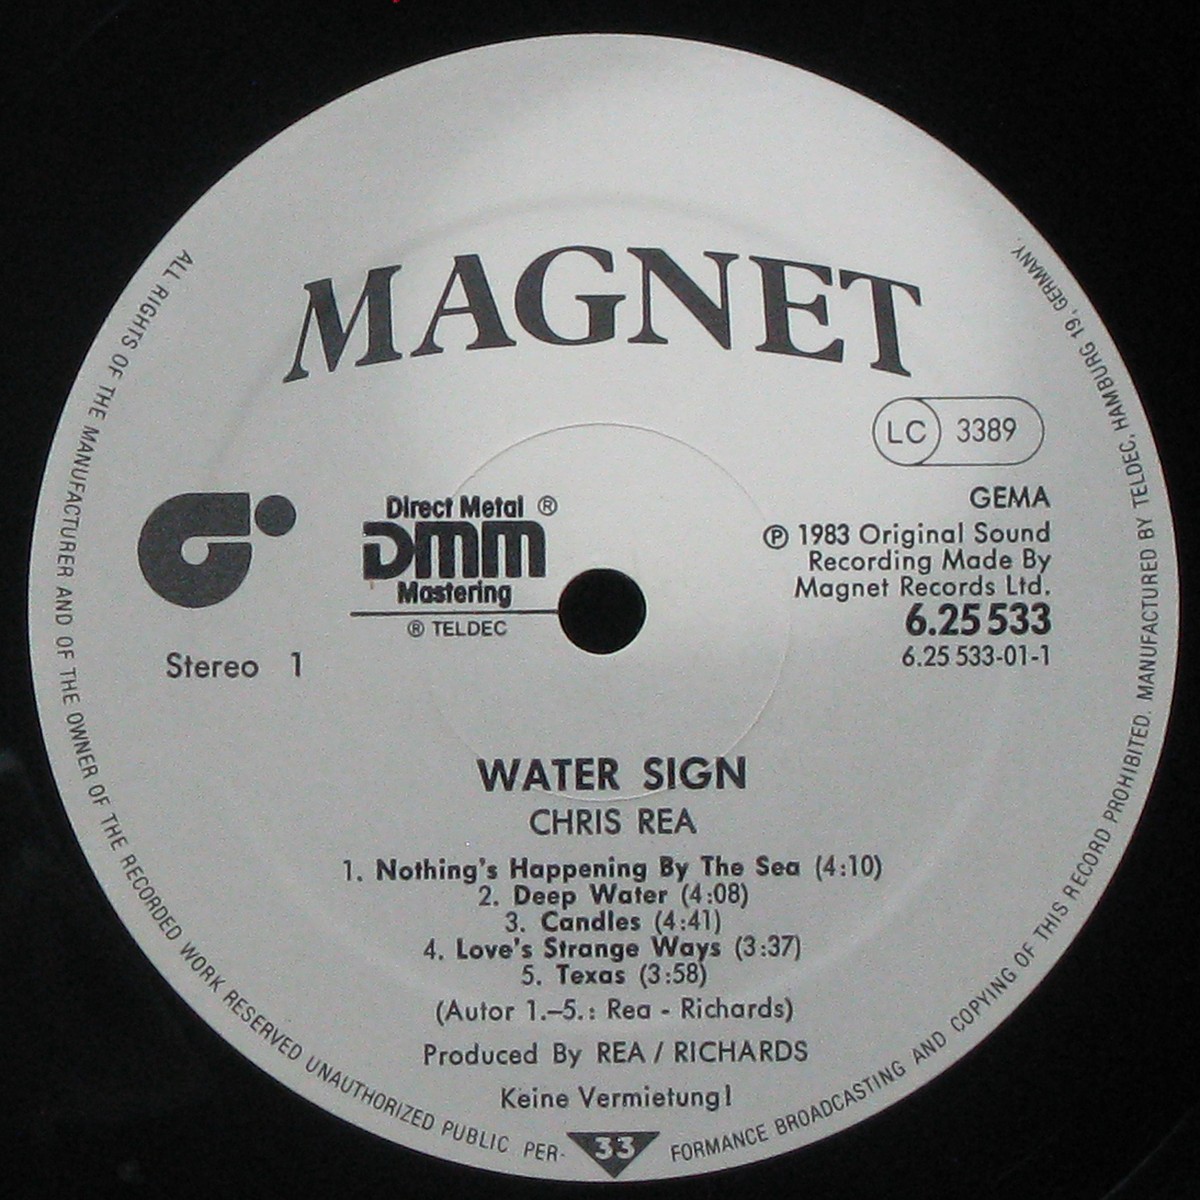 MAGNET
LC 3389
Direct Metal ®
DMM
Mastering
® TELDEC
Stereo 1
GEMA
℗ 1983 Original Sound
Recording Made By
Magnet Records Ltd.
6.25 533
6.25 533-01-1
WATER SIGN
CHRIS REA
1. Nothing's Happening By The Sea (4:10)
2. Deep Water (4:08)
3. Candles (4:41)
4. Love's Strange Ways (3:37)
5. Texas (3:58)
(Autor 1.–5.: Rea - Richards)
Produced By REA / RICHARDS
Keine Vermietung!
33
ALL RIGHTS OF THE MANUFACTURER AND OF THE OWNER OF THE RECORDED WORK RESERVED UNAUTHORIZED PUBLIC PER- FORMANCE BROADCASTING AND COPYING OF THIS RECORD PROHIBITED. MANUFACTURED BY TELDEC, HAMBURG 19, GERMANY.